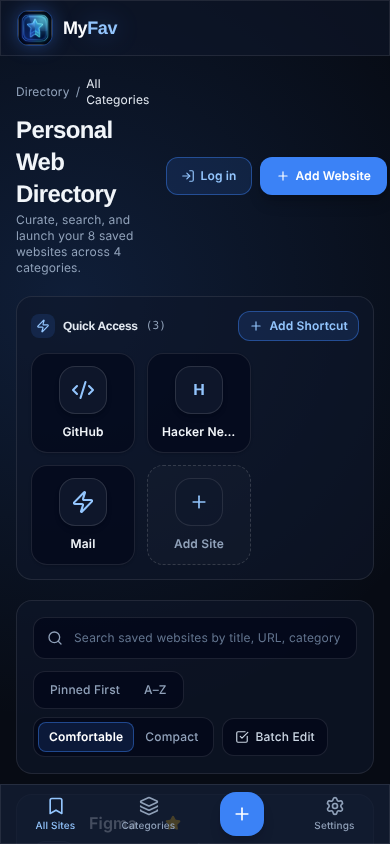 MyFav
Directory / All
Categories
Personal
Web
Directory
Curate, search, and
launch your 8 saved
websites across 4
categories.
Log in
Add Website
Quick Access (3)
Add Shortcut
GitHub
H
Hacker Ne...
Mail
Add Site
Search saved websites by title, URL, category
Pinned First A–Z
Comfortable Compact
Batch Edit
Figma
All Sites
Categories
Settings